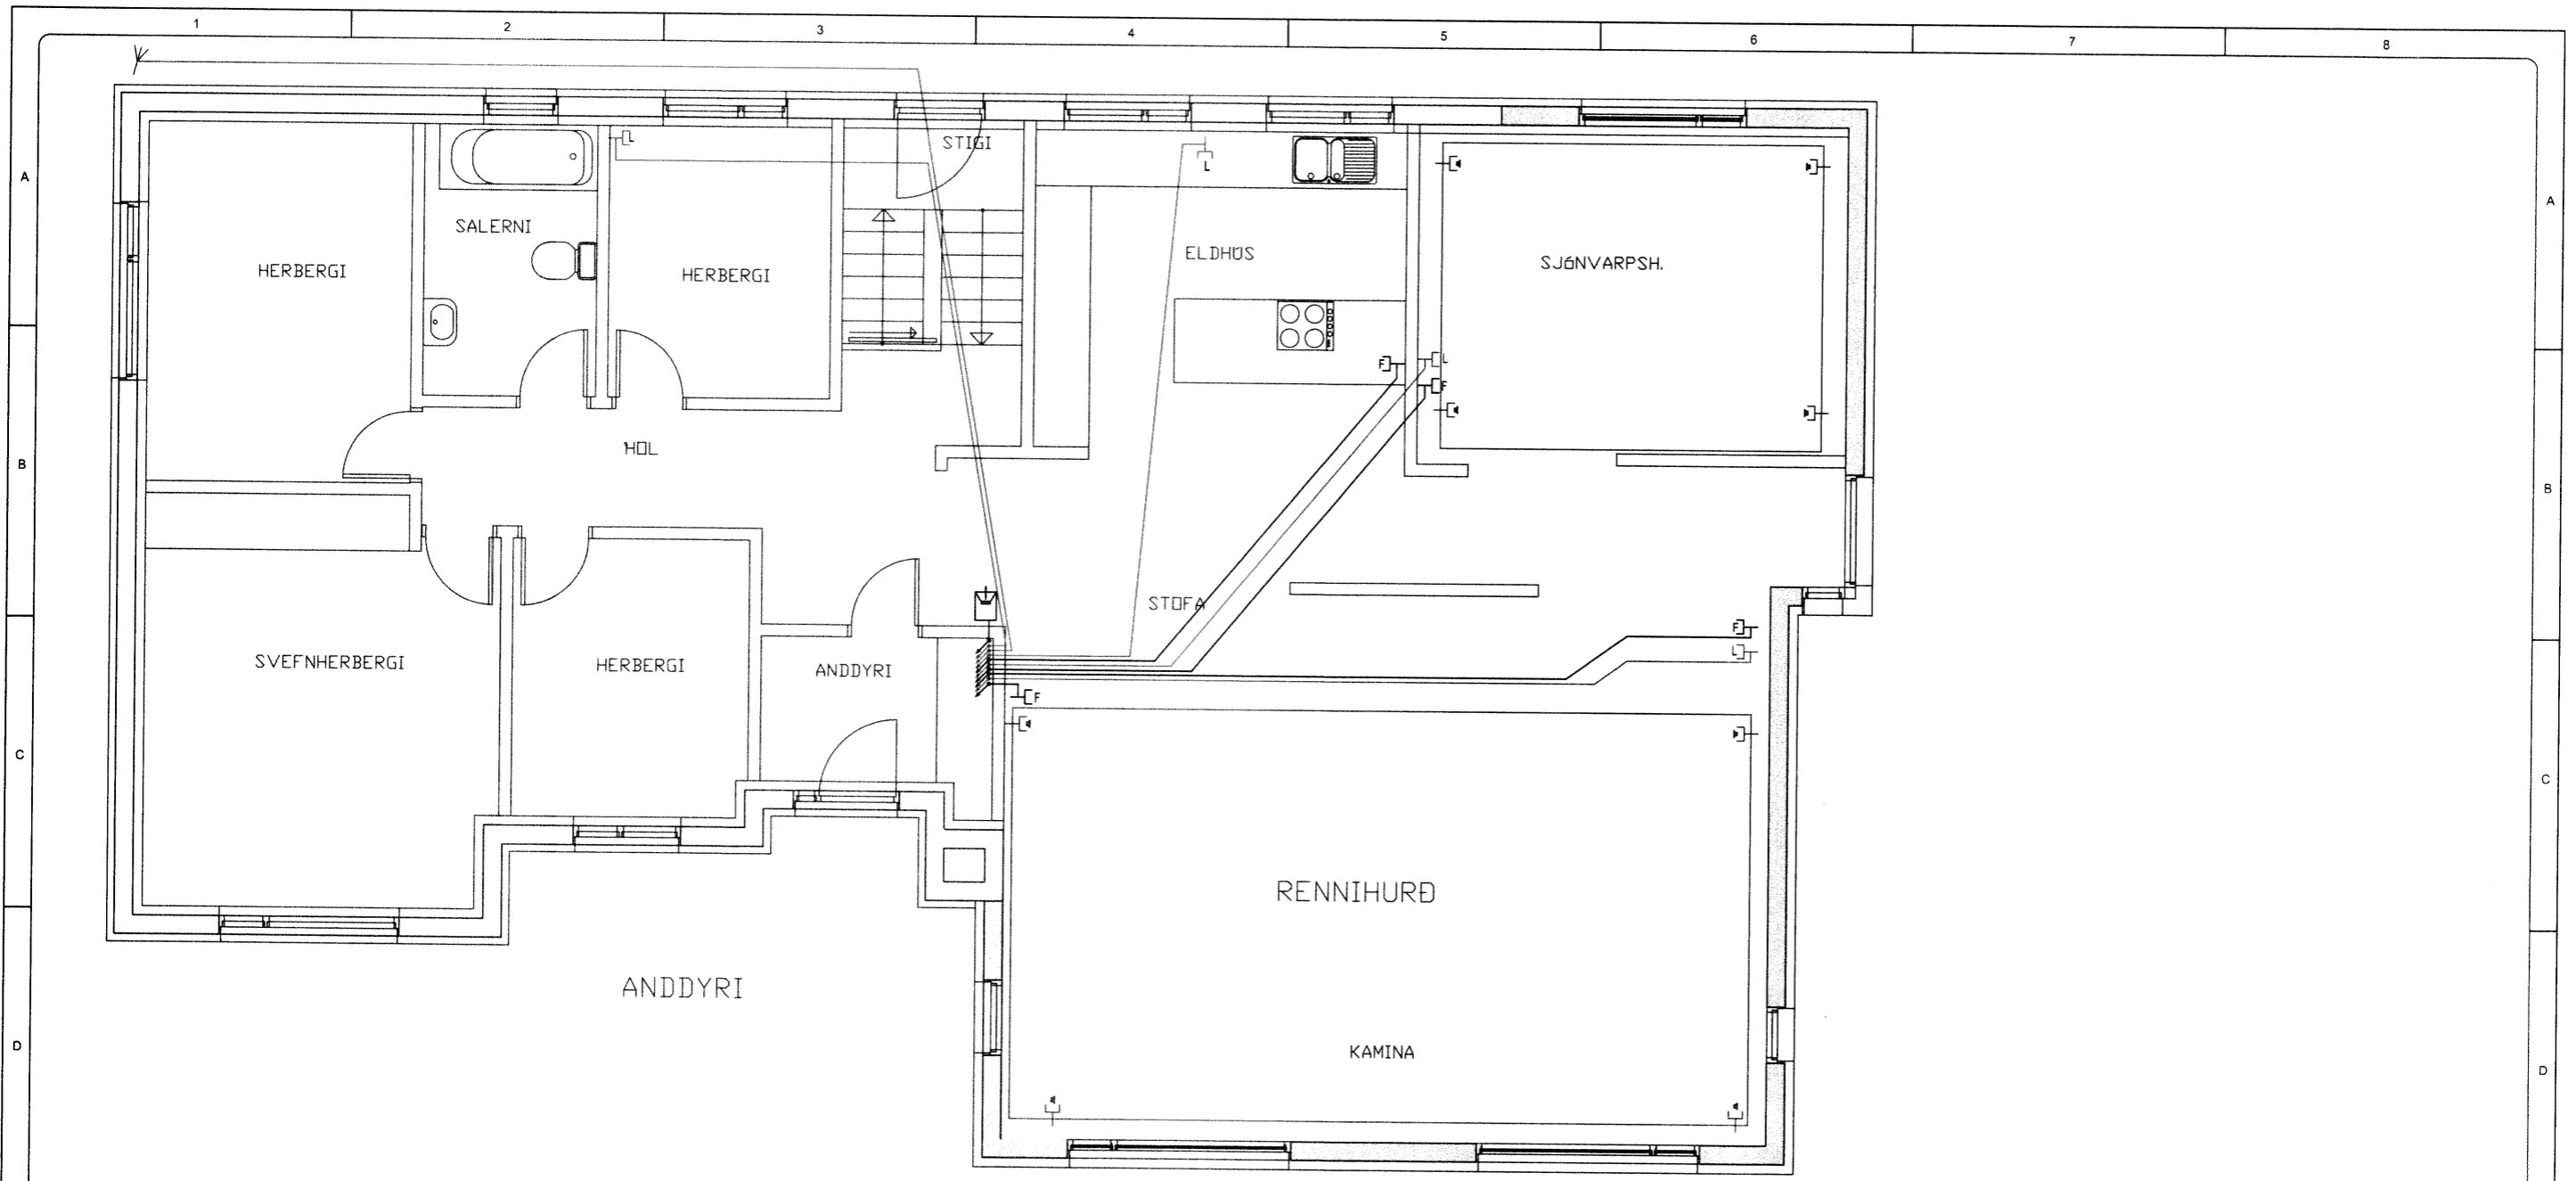 1 2 3 4 5 6 7 8
STIGI
L
L
A
A
SALERNI
HERBERGI
HERBERGI
ELDHÚS
SJóNVARPSH.
F
L
F
HOL
B
B
STOFA
F
L
SVEFNHERBERGI
HERBERGI
ANDDYRI
F
C
C
RENNIHURÐ
ANDDYRI
KAMINA
D
D